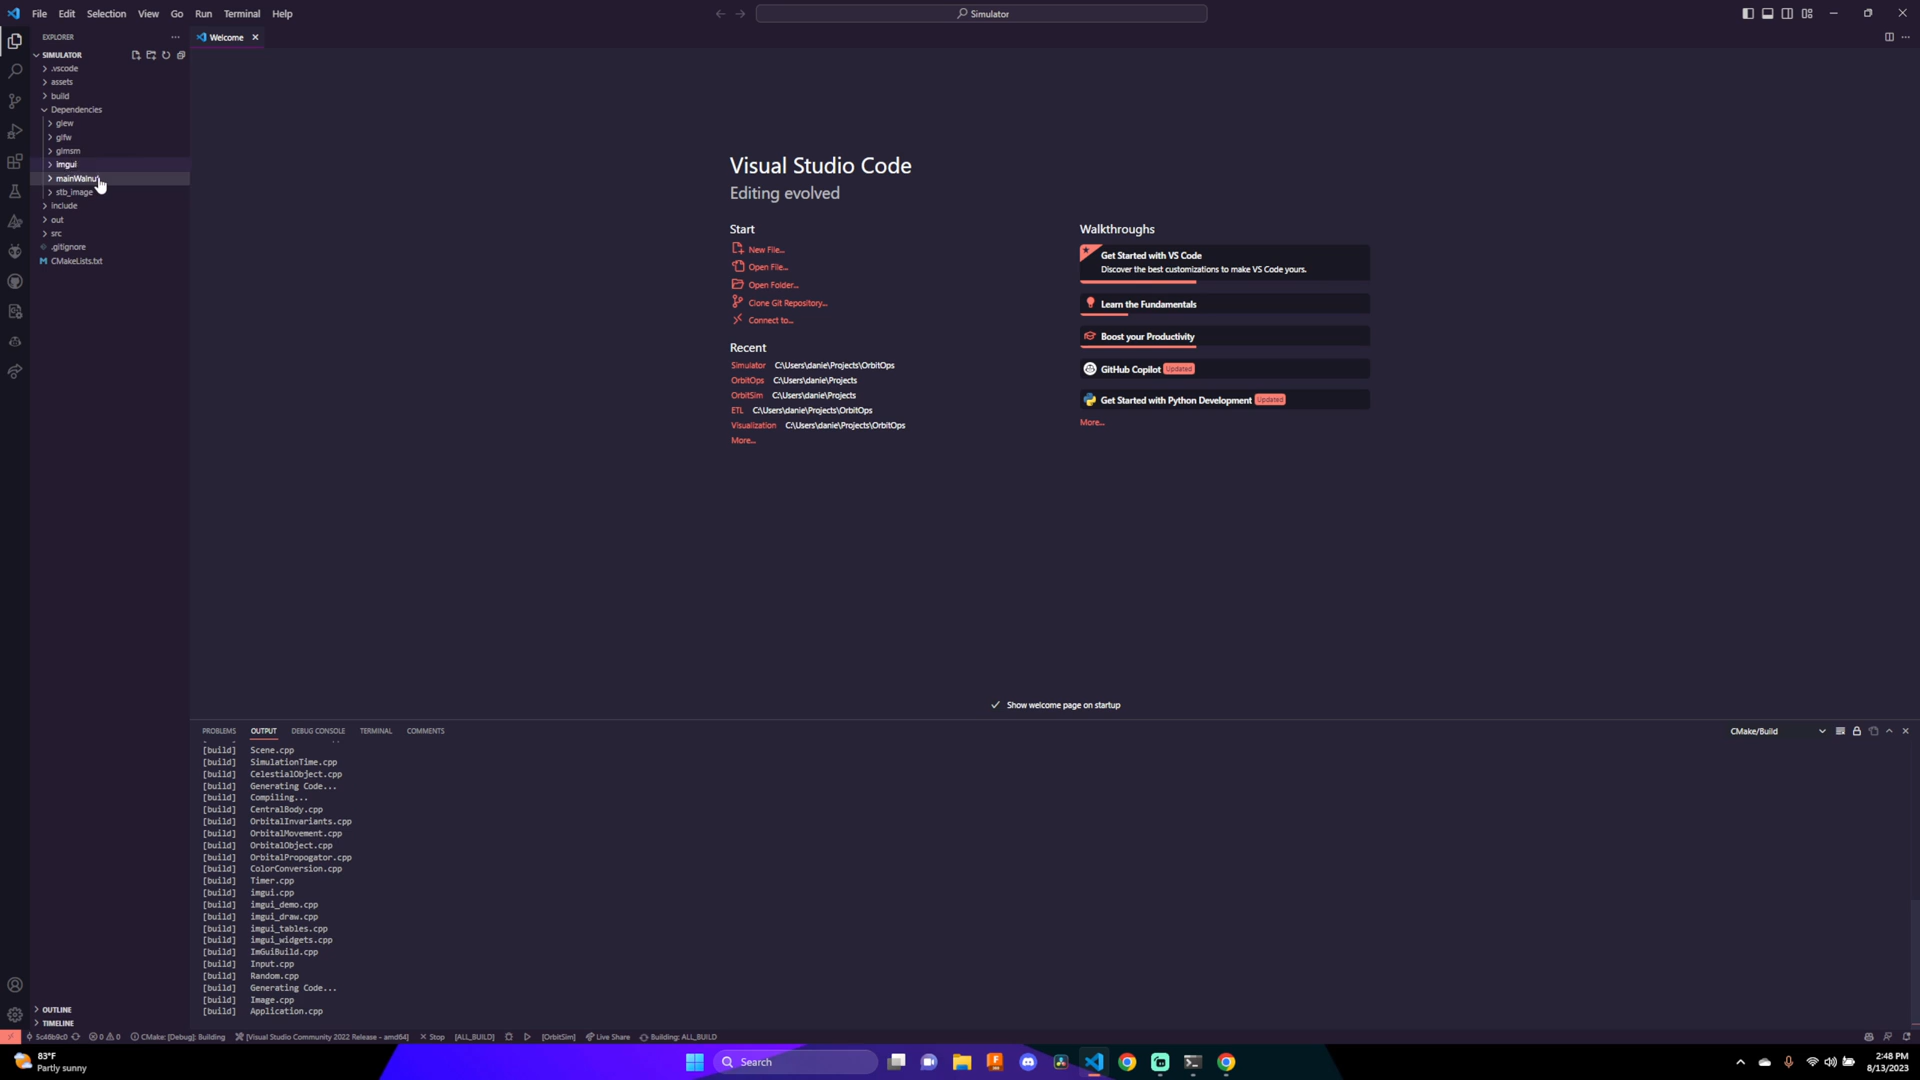 File Edit Selection View Go Run Terminal Help
Simulator
EXPLORER
Welcome
SIMULATOR
.vscode
assets
build
Dependencies
glew
glfw
glmsm
imgui
mainWalnut
stb_image
include
out
src
.gitignore
CMakeLists.txt
Visual Studio Code
Editing evolved
Start
New File...
Open File...
Open Folder...
Clone Git Repository...
Connect to...
Recent
Simulator C:\Users\danie\Projects\OrbitOps
OrbitOps C:\Users\danie\Projects
OrbitSim C:\Users\danie\Projects
ETL C:\Users\danie\Projects\OrbitOps
Visualization C:\Users\danie\Projects\OrbitOps
More...
Walkthroughs
Get Started with VS Code
Discover the best customizations to make VS Code yours.
Learn the Fundamentals
Boost your Productivity
GitHub Copilot Updated
Get Started with Python Development Updated
More...
Show welcome page on startup
PROBLEMS OUTPUT DEBUG CONSOLE TERMINAL COMMENTS
CMake/Build
[build] Scene.cpp
[build] SimulationTime.cpp
[build] CelestialObject.cpp
[build] Generating Code...
[build] Compiling...
[build] CentralBody.cpp
[build] OrbitalInvariants.cpp
[build] OrbitalMovement.cpp
[build] OrbitalObject.cpp
[build] OrbitalPropogator.cpp
[build] ColorConversion.cpp
[build] Timer.cpp
[build] imgui.cpp
[build] imgui_demo.cpp
[build] imgui_draw.cpp
[build] imgui_tables.cpp
[build] imgui_widgets.cpp
[build] ImGuiBuild.cpp
[build] Input.cpp
[build] Random.cpp
[build] Generating Code...
[build] Image.cpp
[build] Application.cpp
OUTLINE
TIMELINE
5c46b9c0 0 0 CMake: [Debug]: Building [Visual Studio Community 2022 Release - amd64] Stop [ALL_BUILD] [OrbitSim] Live Share Building: ALL_BUILD
83°F
Partly sunny
Search
2:48 PM
8/13/2023